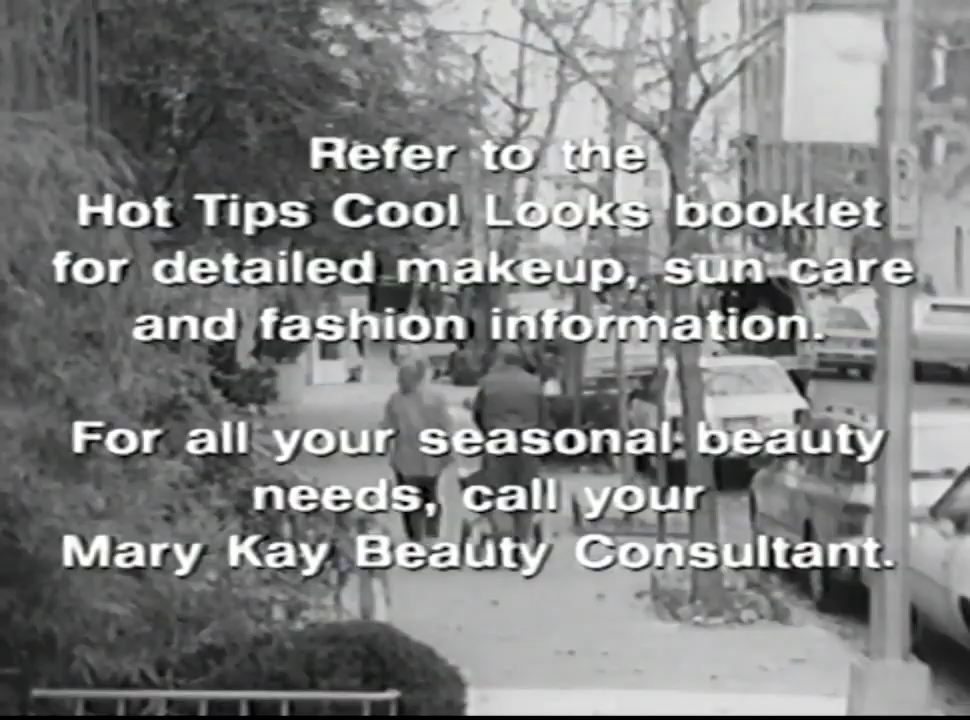 Refer to the
Hot Tips Cool Looks booklet
for detailed makeup, sun care
and fashion information.
For all your seasonal beauty
needs, call your
Mary Kay Beauty Consultant.